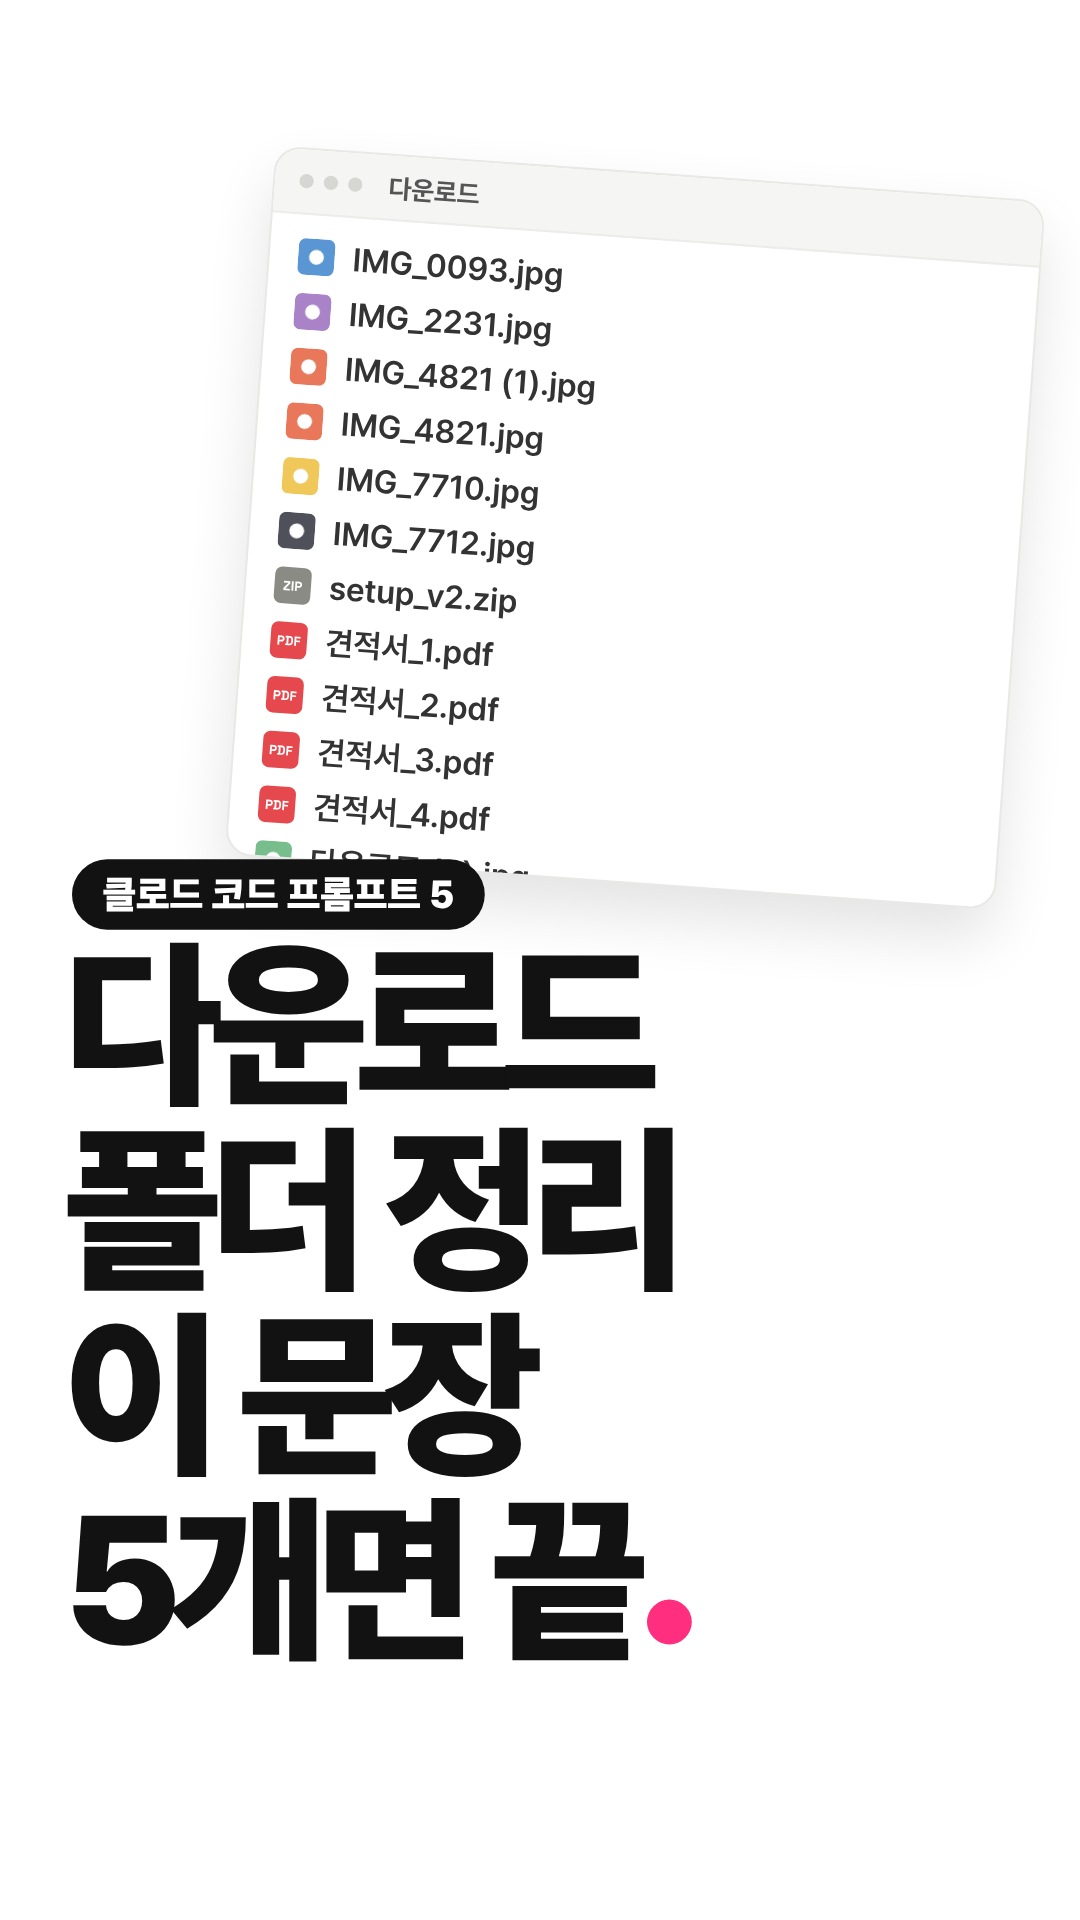 다운로드
IMG_0093.jpg
IMG_2231.jpg
IMG_4821 (1).jpg
IMG_4821.jpg
IMG_7710.jpg
IMG_7712.jpg
ZIP setup_v2.zip
PDF 견적서_1.pdf
PDF 견적서_2.pdf
PDF 견적서_3.pdf
PDF 견적서_4.pdf
클로드 코드 프롬프트 5
다운로드
폴더 정리
이 문장
5개면 끝.